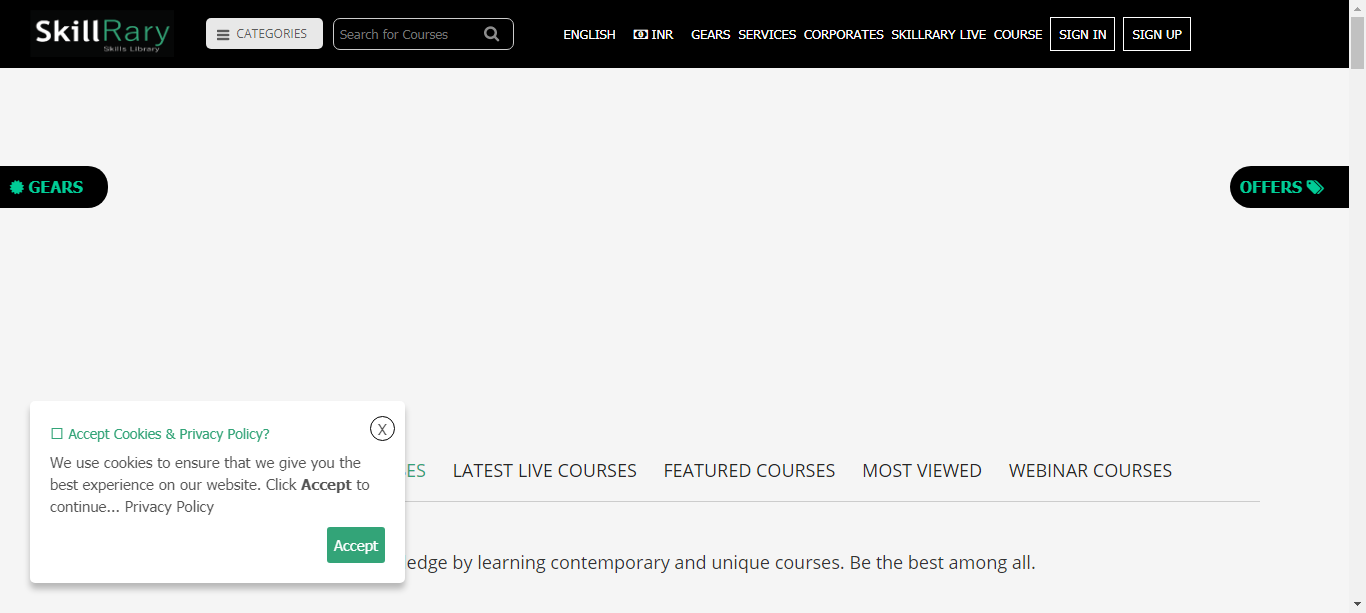 SkillRary
Skills Library
CATEGORIES
Search for Courses
ENGLISH INR GEARS SERVICES CORPORATES SKILLRARY LIVE COURSE SIGN IN SIGN UP
GEARS
OFFERS
Accept Cookies & Privacy Policy?
X
We use cookies to ensure that we give you the
best experience on our website. Click Accept to
continue... Privacy Policy
Accept
LATEST LIVE COURSES FEATURED COURSES MOST VIEWED WEBINAR COURSES
edge by learning contemporary and unique courses. Be the best among all.